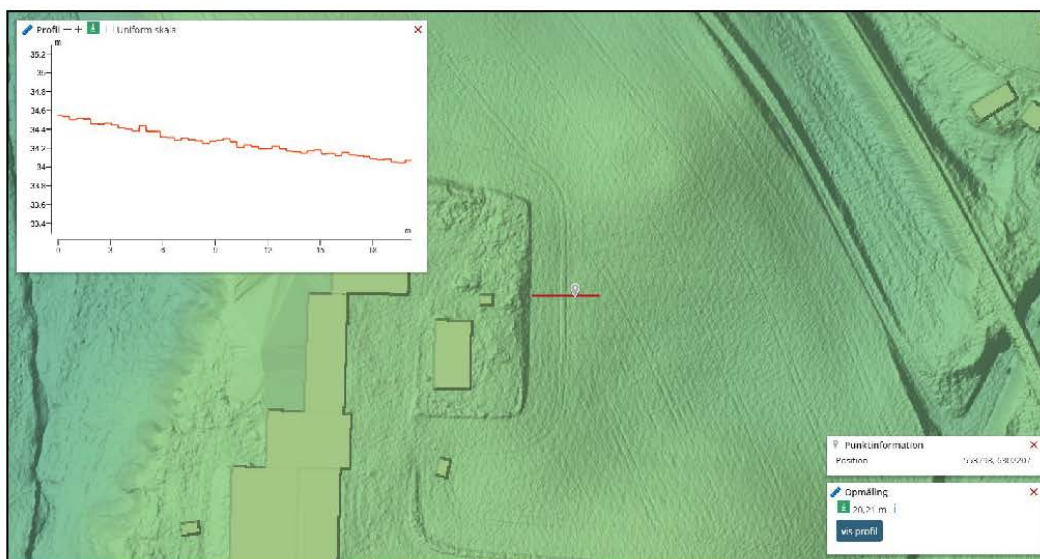 Profil Uniform skala
m
35.2
35
34.8
34.6
34.4
34.2
34
33.8
33.6
33.4
m
0 3 6 9 12 15 18
Punktinformation
Position
Opmåling
20,21 m
vis profil